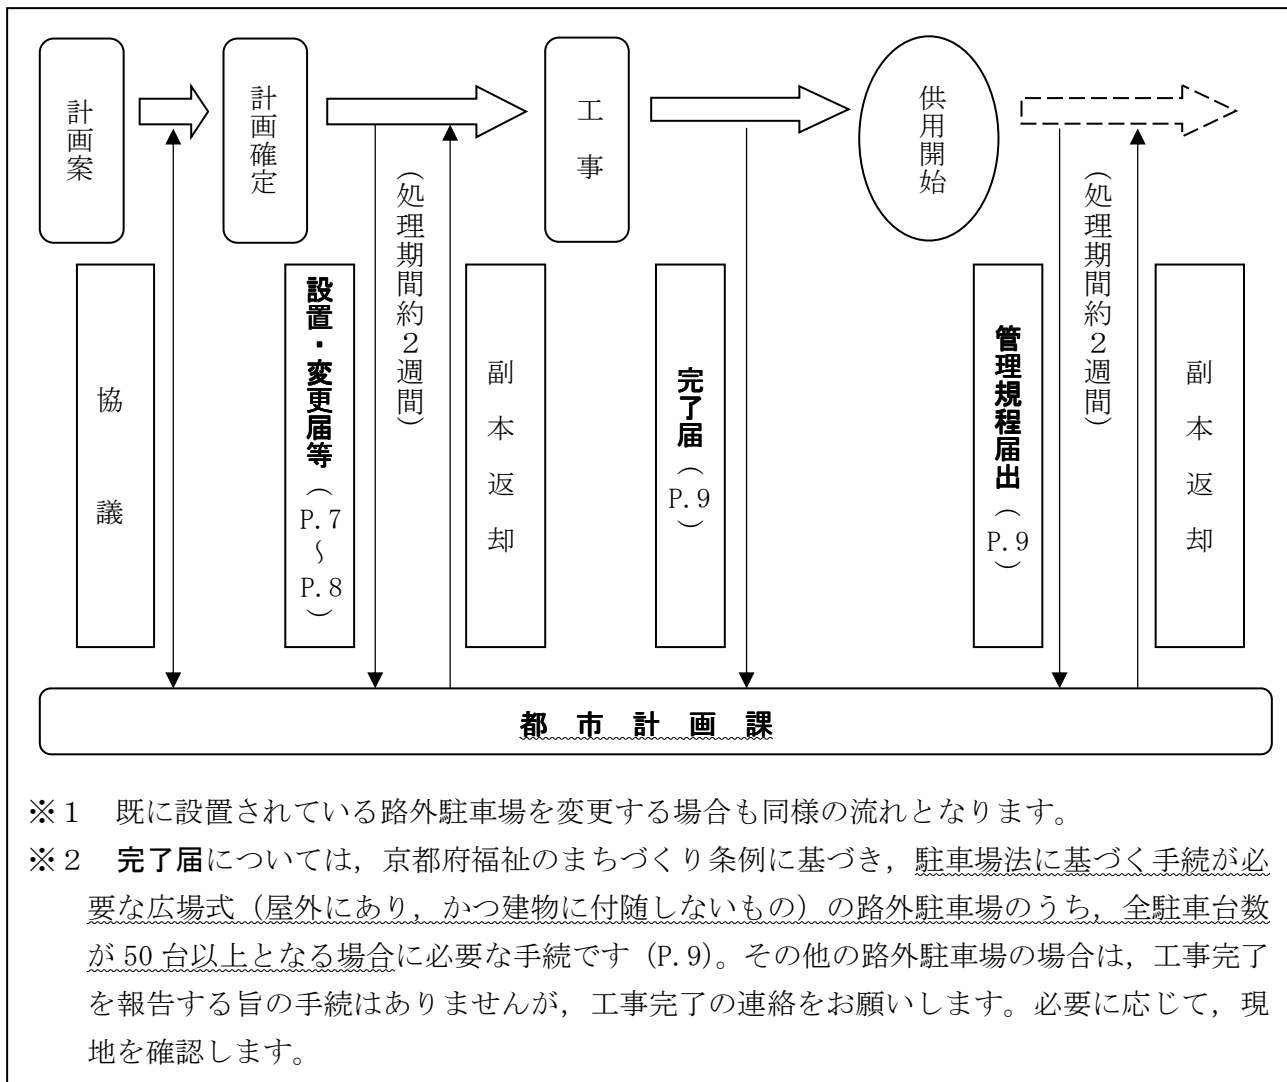 計画案
計画確定
工事
供用開始
協議
設置・変更届等（P.7～P.8）
（処理期間約２週間）
副本返却
完了届（P.9）
管理規程届出（P.9）
（処理期間約２週間）
副本返却
都市計画課
※１　既に設置されている路外駐車場を変更する場合も同様の流れとなります。
※２　完了届については，京都府福祉のまちづくり条例に基づき，駐車場法に基づく手続が必
要な広場式（屋外にあり，かつ建物に付随しないもの）の路外駐車場のうち，全駐車台数
が 50 台以上となる場合に必要な手続です（P.9）。その他の路外駐車場の場合は，工事完了
を報告する旨の手続はありませんが，工事完了の連絡をお願いします。必要に応じて，現
地を確認します。